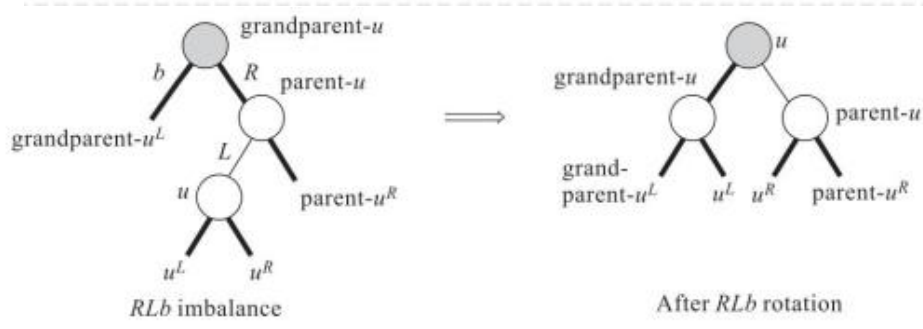 grandparent-u
b
R
parent-u
grandparent-u^L
L
u
parent-u^R
u^L
u^R
RLb imbalance
⟹
u
grandparent-u
parent-u
grand-
parent-u^L
u^L
u^R
parent-u^R
After RLb rotation